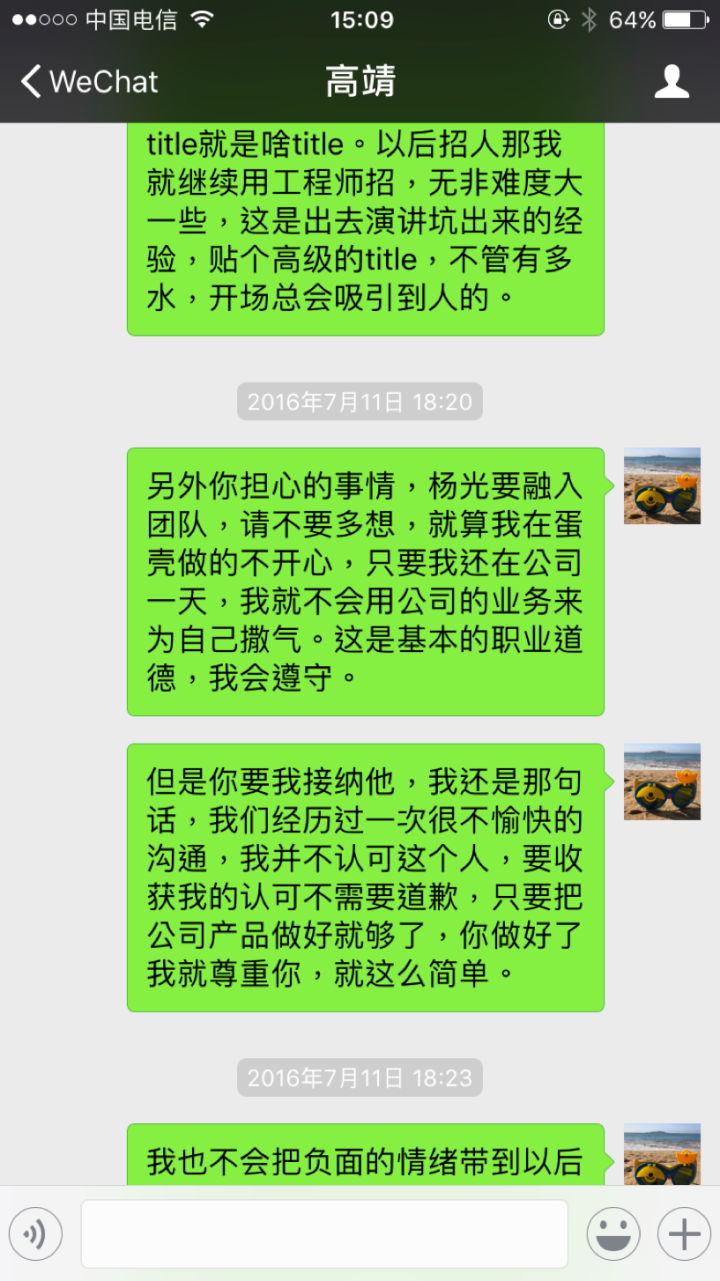 中国电信
15:09
64%
WeChat
高靖
title就是啥title。以后招人那我
就继续用工程师招，无非难度大
一些，这是出去演讲坑出来的经
验，贴个高级的title，不管有多
水，开场总会吸引到人的。
2016年7月11日 18:20
另外你担心的事情，杨光要融入
团队，请不要多想，就算我在蛋
壳做的不开心，只要我还在公司
一天，我就不会用公司的业务来
为自己撒气。这是基本的职业道
德，我会遵守。
但是你要我接纳他，我还是那句
话，我们经历过一次很不愉快的
沟通，我并不认可这个人，要收
获我的认可不需要道歉，只要把
公司产品做好就够了，你做好了
我就尊重你，就这么简单。
2016年7月11日 18:23
我也不会把负面的情绪带到以后